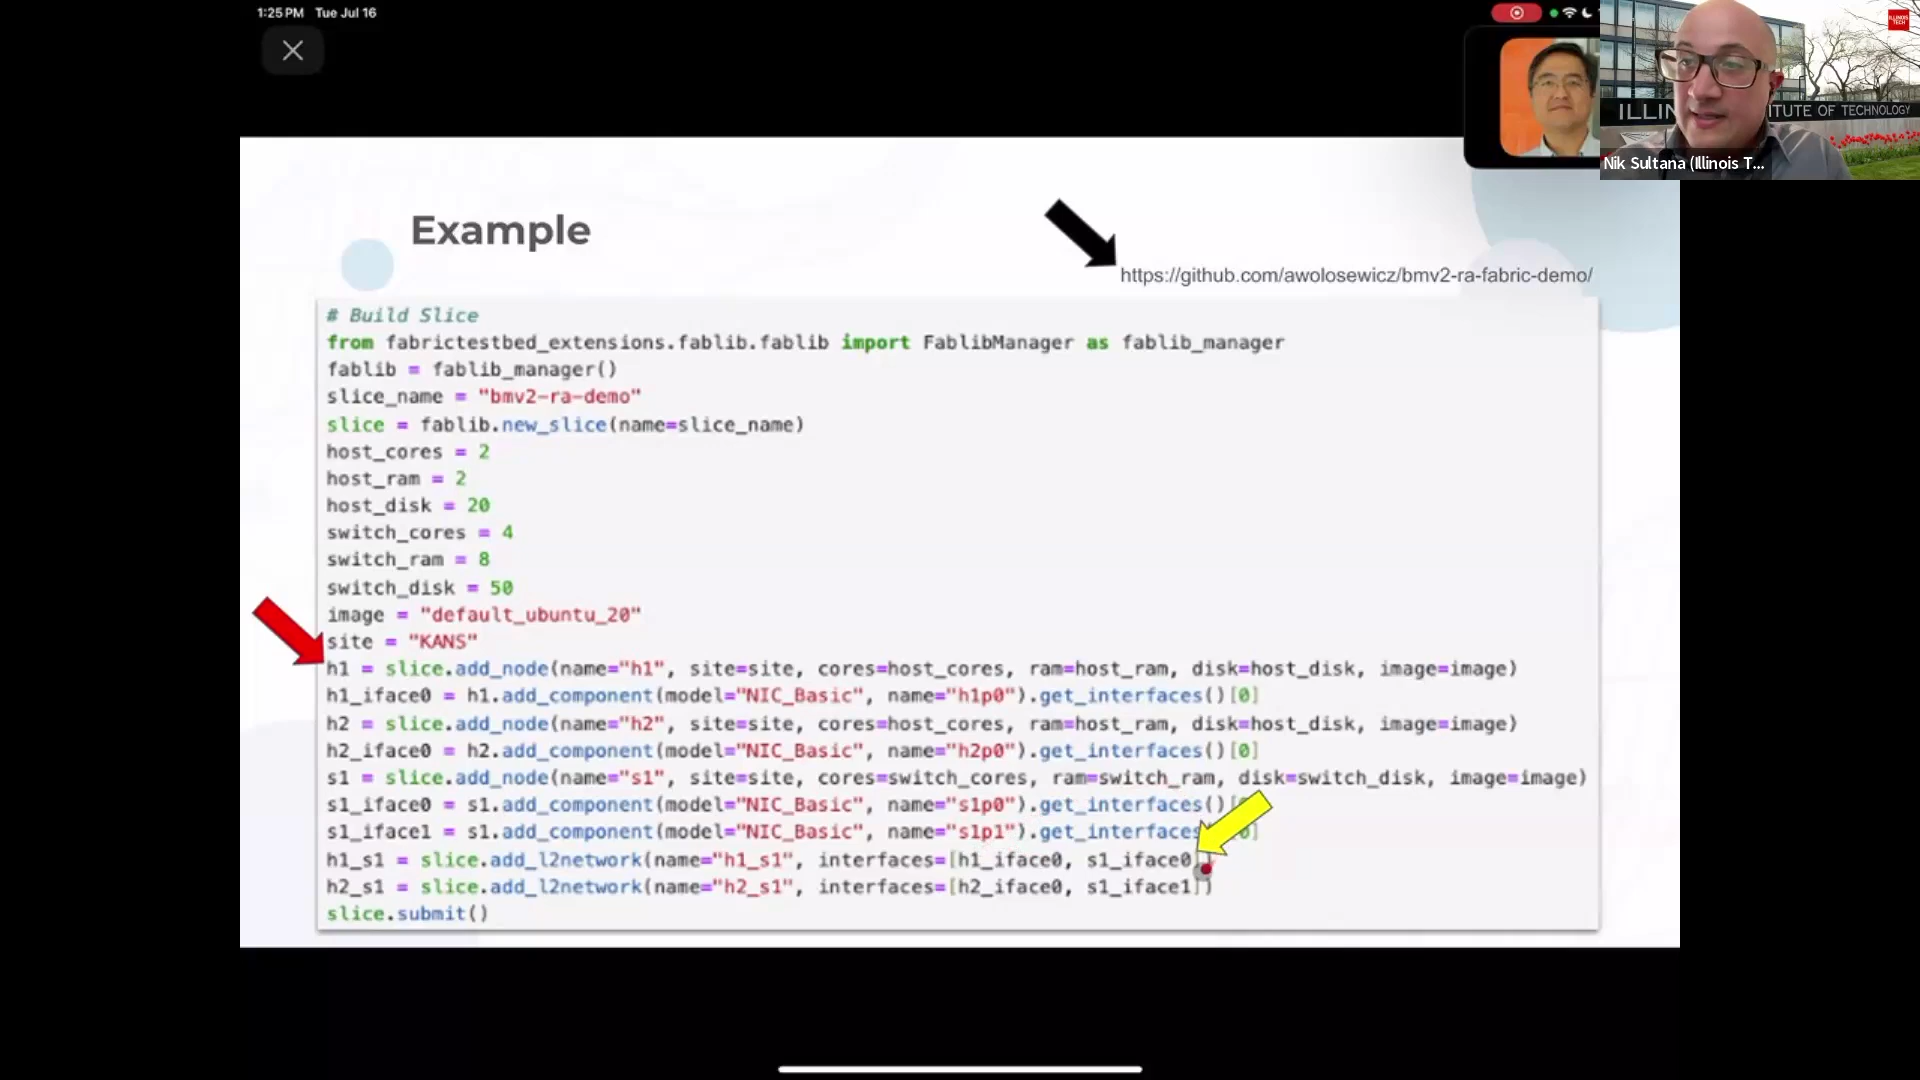 1:25 PM Tue Jul 16
ILLINOIS TECH
ILLIN ITUTE OF TECHNOLOGY
Nik Sultana (Illinois T...
Example
https://github.com/awolosewicz/bmv2-ra-fabric-demo/
# Build Slice
from fabrictestbed_extensions.fablib.fablib import FablibManager as fablib_manager
fablib = fablib_manager()
slice_name = "bmv2-ra-demo"
slice = fablib.new_slice(name=slice_name)
host_cores = 2
host_ram = 2
host_disk = 20
switch_cores = 4
switch_ram = 8
switch_disk = 50
image = "default_ubuntu_20"
site = "KANS"
h1 = slice.add_node(name="h1", site=site, cores=host_cores, ram=host_ram, disk=host_disk, image=image)
h1_iface0 = h1.add_component(model="NIC_Basic", name="h1p0").get_interfaces()[0]
h2 = slice.add_node(name="h2", site=site, cores=host_cores, ram=host_ram, disk=host_disk, image=image)
h2_iface0 = h2.add_component(model="NIC_Basic", name="h2p0").get_interfaces()[0]
s1 = slice.add_node(name="s1", site=site, cores=switch_cores, ram=switch_ram, disk=switch_disk, image=image)
s1_iface0 = s1.add_component(model="NIC_Basic", name="s1p0").get_interfaces()[
s1_iface1 = s1.add_component(model="NIC_Basic", name="s1p1").get_interfaces 0]
h1_s1 = slice.add_l2network(name="h1_s1", interfaces=[h1_iface0, s1_iface0])
h2_s1 = slice.add_l2network(name="h2_s1", interfaces=[h2_iface0, s1_iface1])
slice.submit()